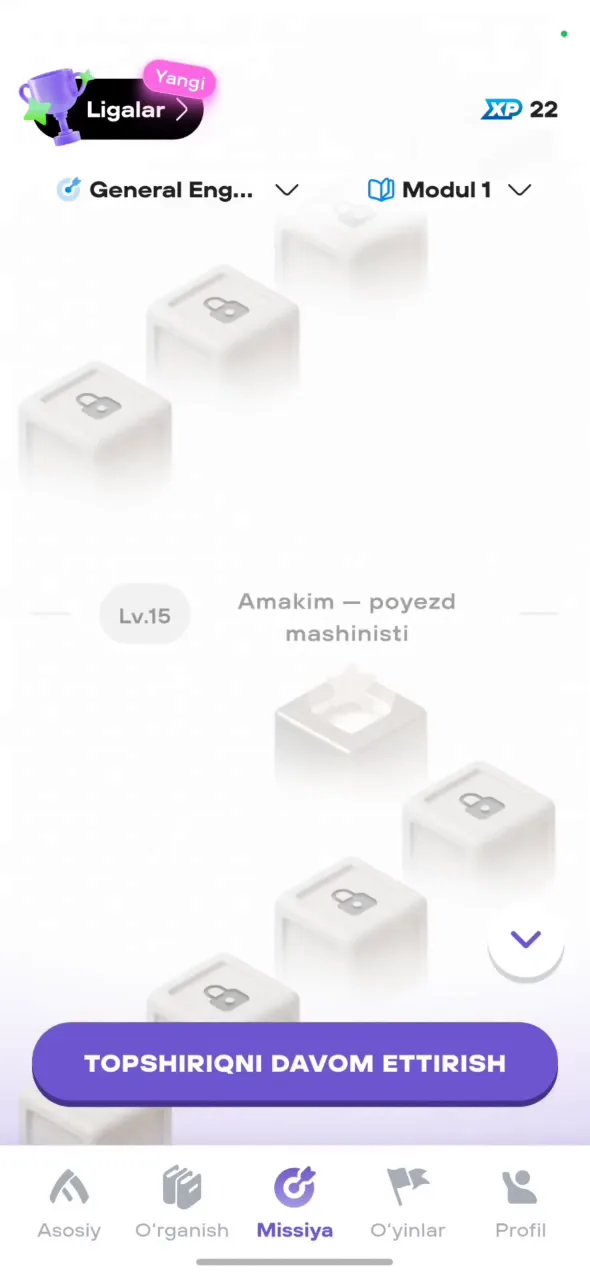 Yangi
Ligalar
XP 22
General Eng...
Modul 1
Lv.15
Amakim — poyezd
mashinisti
TOPSHIRIQNI DAVOM ETTIRISH
Asosiy
O'rganish
Missiya
O'yinlar
Profil